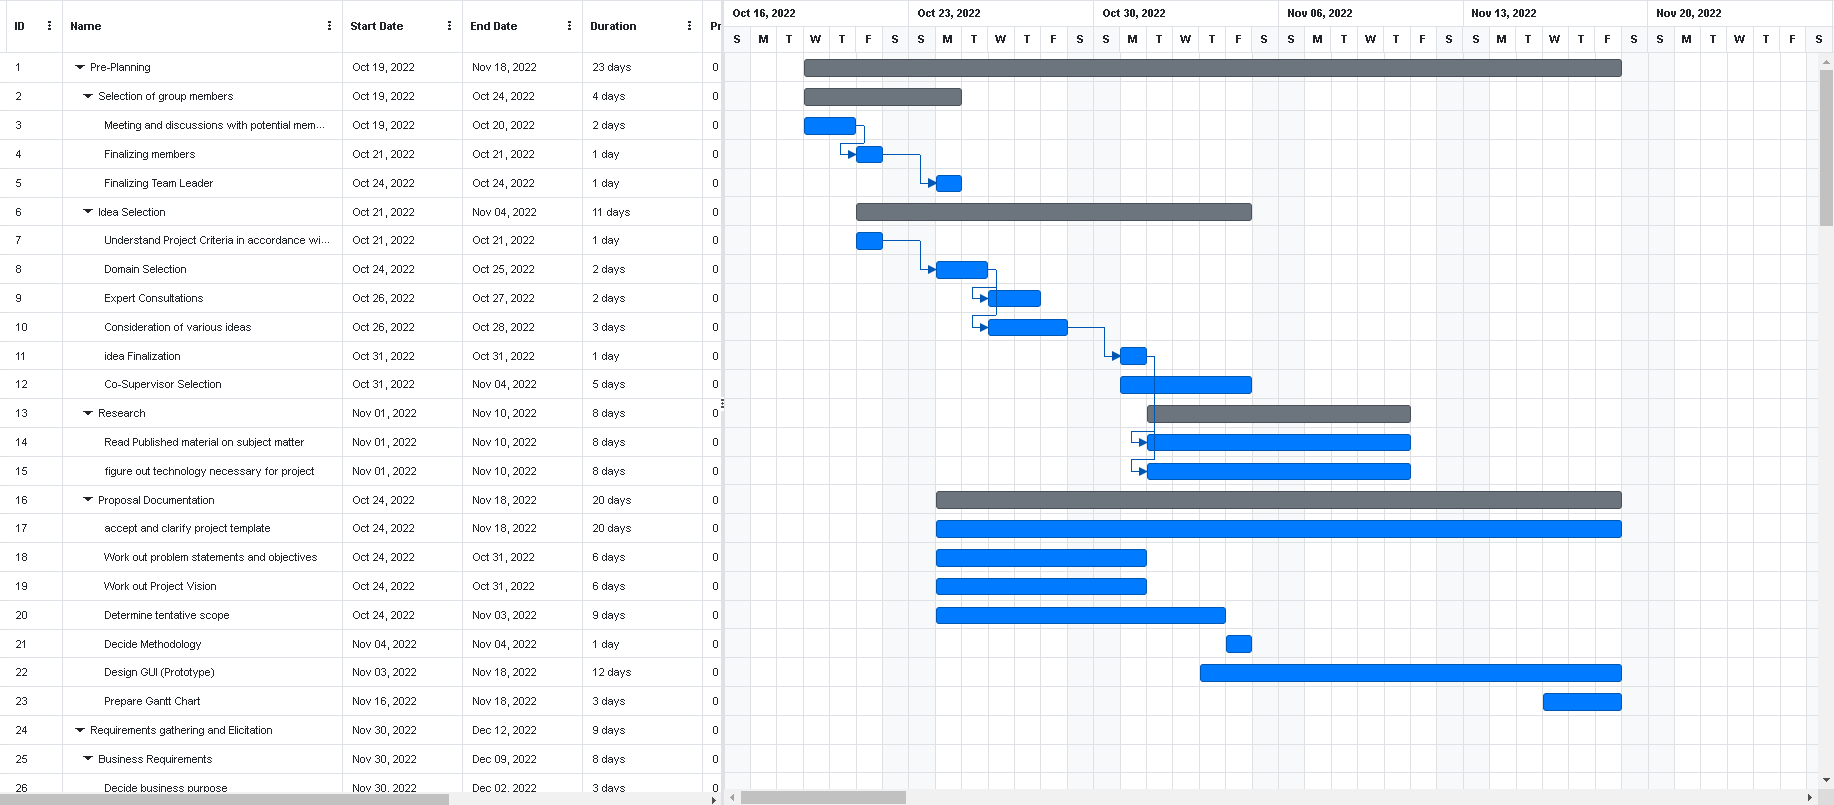 ID Name Start Date End Date Duration Pr Oct 16, 2022 Oct 23, 2022 Oct 30, 2022 Nov 06, 2022 Nov 13, 2022 Nov 20, 2022
S M T W T F S S M T W T F S S M T W T F S S M T W T F S S M T W T F S S M T W T F S
1 Pre-Planning Oct 19, 2022 Nov 18, 2022 23 days 0
2 Selection of group members Oct 19, 2022 Oct 24, 2022 4 days 0
3 Meeting and discussions with potential mem... Oct 19, 2022 Oct 20, 2022 2 days 0
4 Finalizing members Oct 21, 2022 Oct 21, 2022 1 day 0
5 Finalizing Team Leader Oct 24, 2022 Oct 24, 2022 1 day 0
6 Idea Selection Oct 21, 2022 Nov 04, 2022 11 days 0
7 Understand Project Criteria in accordance wi... Oct 21, 2022 Oct 21, 2022 1 day 0
8 Domain Selection Oct 24, 2022 Oct 25, 2022 2 days 0
9 Expert Consultations Oct 26, 2022 Oct 27, 2022 2 days 0
10 Consideration of various ideas Oct 26, 2022 Oct 28, 2022 3 days 0
11 idea Finalization Oct 31, 2022 Oct 31, 2022 1 day 0
12 Co-Supervisor Selection Oct 31, 2022 Nov 04, 2022 5 days 0
13 Research Nov 01, 2022 Nov 10, 2022 8 days 0
14 Read Published material on subject matter Nov 01, 2022 Nov 10, 2022 8 days 0
15 figure out technology necessary for project Nov 01, 2022 Nov 10, 2022 8 days 0
16 Proposal Documentation Oct 24, 2022 Nov 18, 2022 20 days 0
17 accept and clarify project template Oct 24, 2022 Nov 18, 2022 20 days 0
18 Work out problem statements and objectives Oct 24, 2022 Oct 31, 2022 6 days 0
19 Work out Project Vision Oct 24, 2022 Oct 31, 2022 6 days 0
20 Determine tentative scope Oct 24, 2022 Nov 03, 2022 9 days 0
21 Decide Methodology Nov 04, 2022 Nov 04, 2022 1 day 0
22 Design GUI (Prototype) Nov 03, 2022 Nov 18, 2022 12 days 0
23 Prepare Gantt Chart Nov 16, 2022 Nov 18, 2022 3 days 0
24 Requirements gathering and Elicitation Nov 30, 2022 Dec 12, 2022 9 days 0
25 Business Requirements Nov 30, 2022 Dec 09, 2022 8 days 0
26 Decide business purpose Nov 30, 2022 Dec 02, 2022 3 days 0